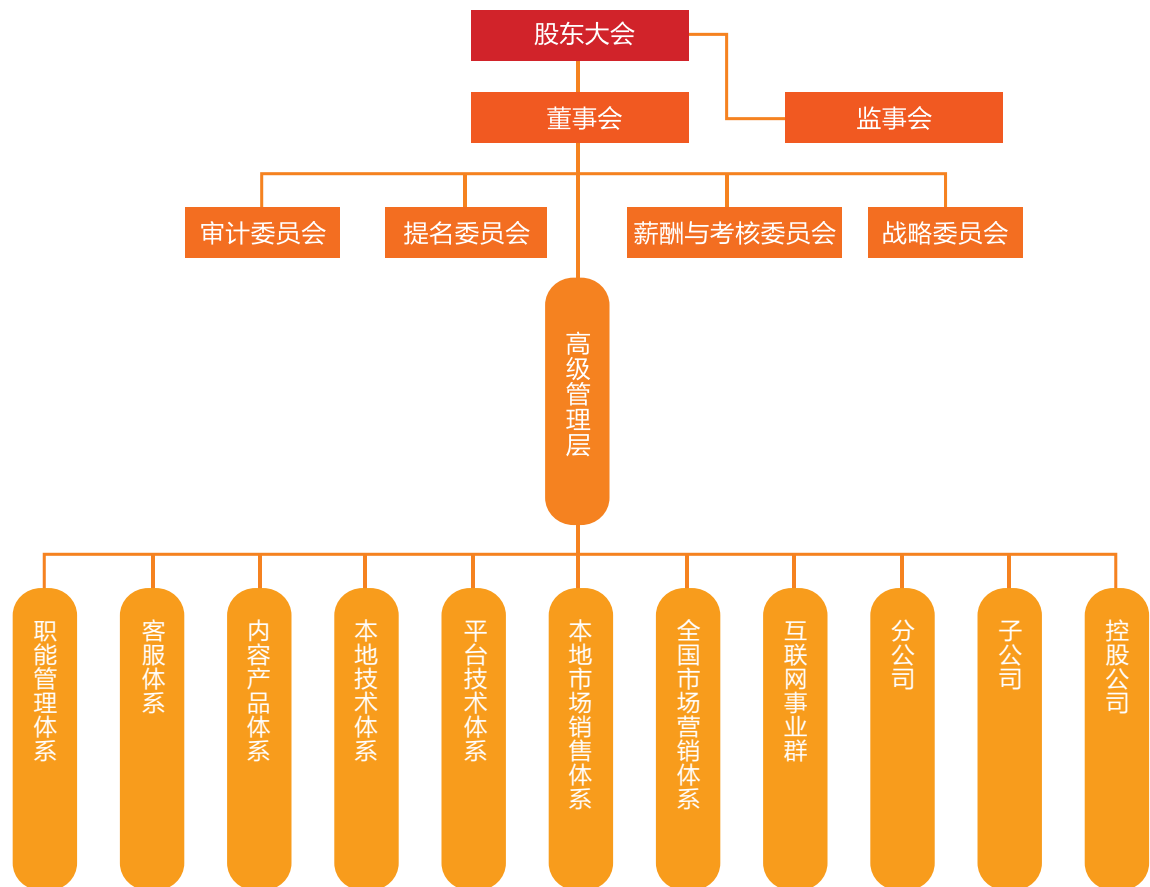 股东大会
董事会
监事会
审计委员会
提名委员会
薪酬与考核委员会
战略委员会
高级管理层
职能管理体系
客服体系
内容产品体系
本地技术体系
平台技术体系
本地市场销售体系
全国市场营销体系
互联网事业群
分公司
子公司
控股公司